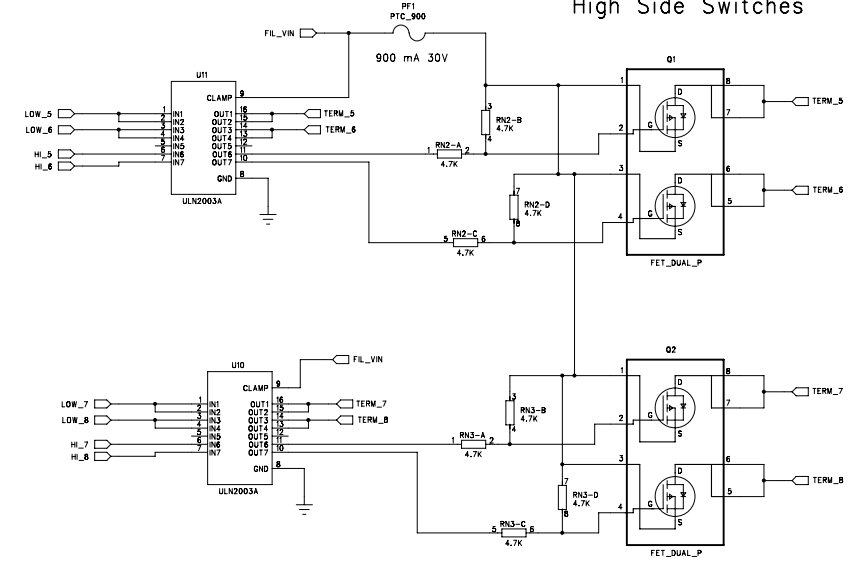 High Side Switches
PF1
PTC_900
FIL_VIN
900 mA 30V
U11
CLAMP 9
LOW_5
LOW_6
HI_5
HI_6
1 IN1
2 IN2
3 IN3
4 IN4
5 IN5
6 IN6
7 IN7
OUT1 16
OUT2 15
OUT3 14
OUT4 13
OUT5 12
OUT6 11
OUT7 10
GND 8
ULN2003A
TERM_5
TERM_6
3
RN2-B
4.7K
4
1 RN2-A 2
4.7K
7
RN2-D
4.7K
8
5 RN2-C 6
4.7K
Q1
1
2
3
4
D
G
S
D
G
S
8
7
6
5
TERM_5
TERM_6
FET_DUAL_P
FIL_VIN
U10
CLAMP 9
LOW_7
LOW_8
HI_7
HI_8
1 IN1
2 IN2
3 IN3
4 IN4
5 IN5
6 IN6
7 IN7
OUT1 16
OUT2 15
OUT3 14
OUT4 13
OUT5 12
OUT6 11
OUT7 10
GND 8
ULN2003A
TERM_7
TERM_8
3
RN3-B
4.7K
4
1 RN3-A 2
4.7K
7
RN3-D
4.7K
8
5 RN3-C 6
4.7K
Q2
1
2
3
4
D
G
S
D
G
S
8
7
6
5
TERM_7
TERM_8
FET_DUAL_P